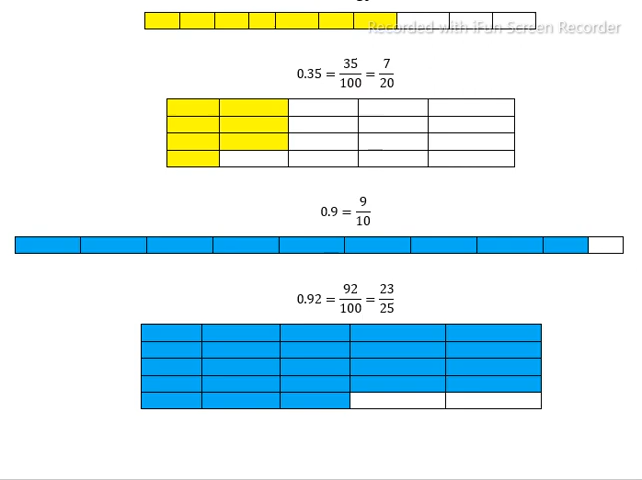 Recorded with iFun Screen Recorder
0.35 = 35/100 = 7/20
0.9 = 9/10
0.92 = 92/100 = 23/25